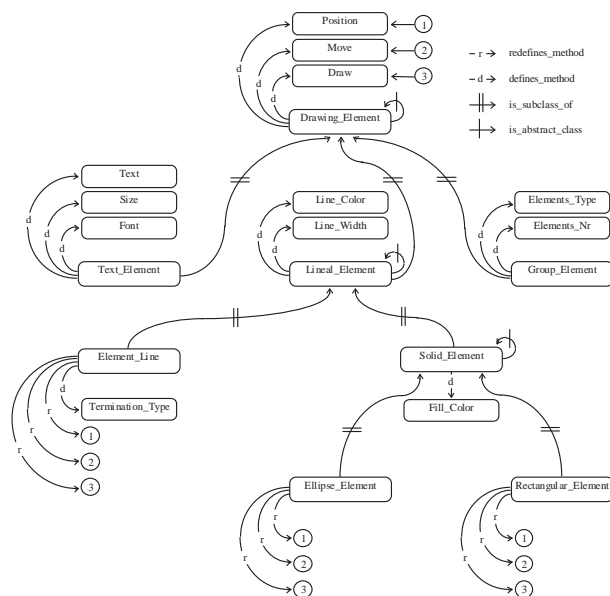 Position
1
Move
2
Draw
3
d
d
d
Drawing_Element
r
redefines_method
d
defines_method
is_subclass_of
is_abstract_class
Text
Size
Font
d
d
d
Text_Element
Line_Color
Line_Width
d
d
Lineal_Element
Elements_Type
Elements_Nr
d
d
Group_Element
Element_Line
d
r
r
r
Termination_Type
1
2
3
Solid_Element
d
Fill_Color
Ellipse_Element
r
r
r
1
2
3
Rectangular_Element
r
r
r
1
2
3